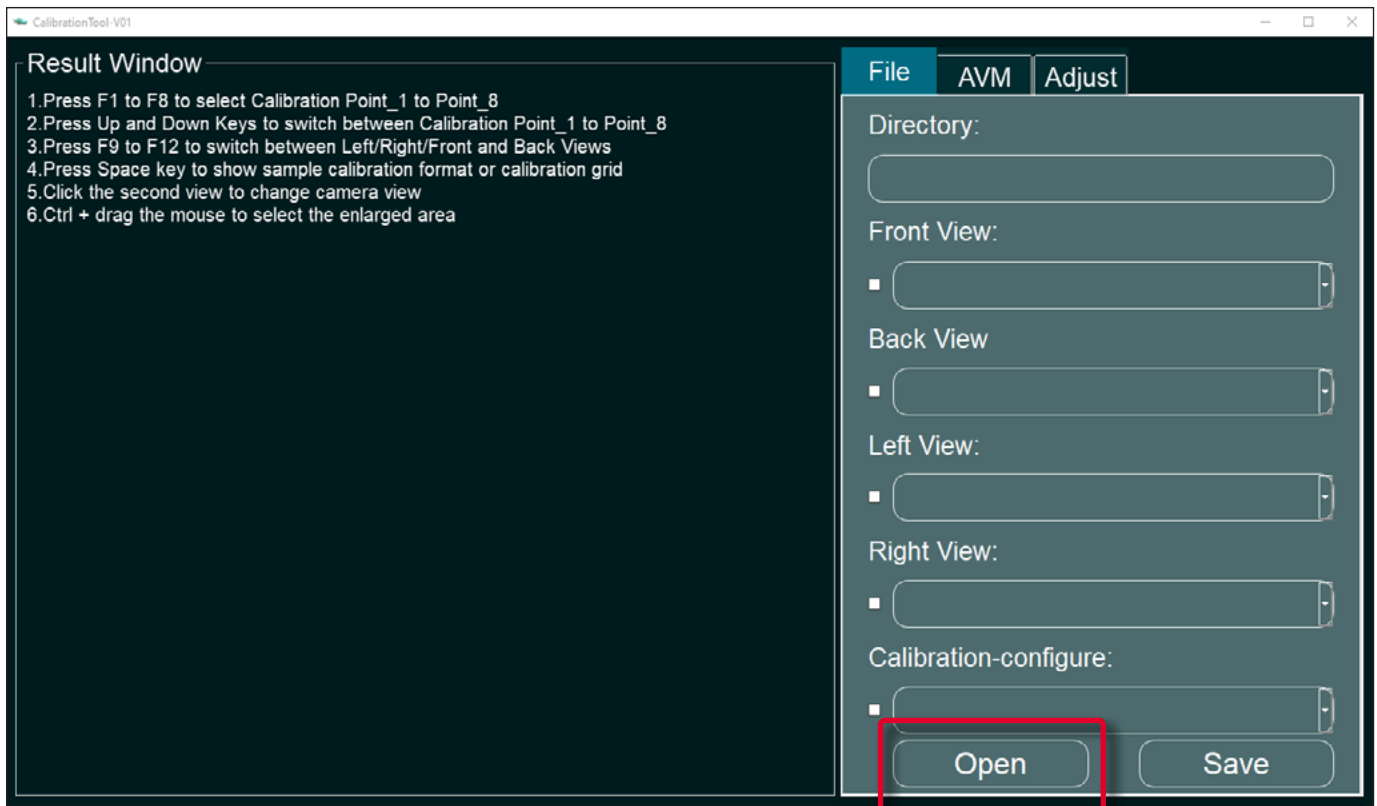 CalibrationTool-V01
Result Window
1.Press F1 to F8 to select Calibration Point_1 to Point_8
2.Press Up and Down Keys to switch between Calibration Point_1 to Point_8
3.Press F9 to F12 to switch between Left/Right/Front and Back Views
4.Press Space key to show sample calibration format or calibration grid
5.Click the second view to change camera view
6.Ctrl + drag the mouse to select the enlarged area
File AVM Adjust
Directory:
Front View:
Back View
Left View:
Right View:
Calibration-configure:
Open Save